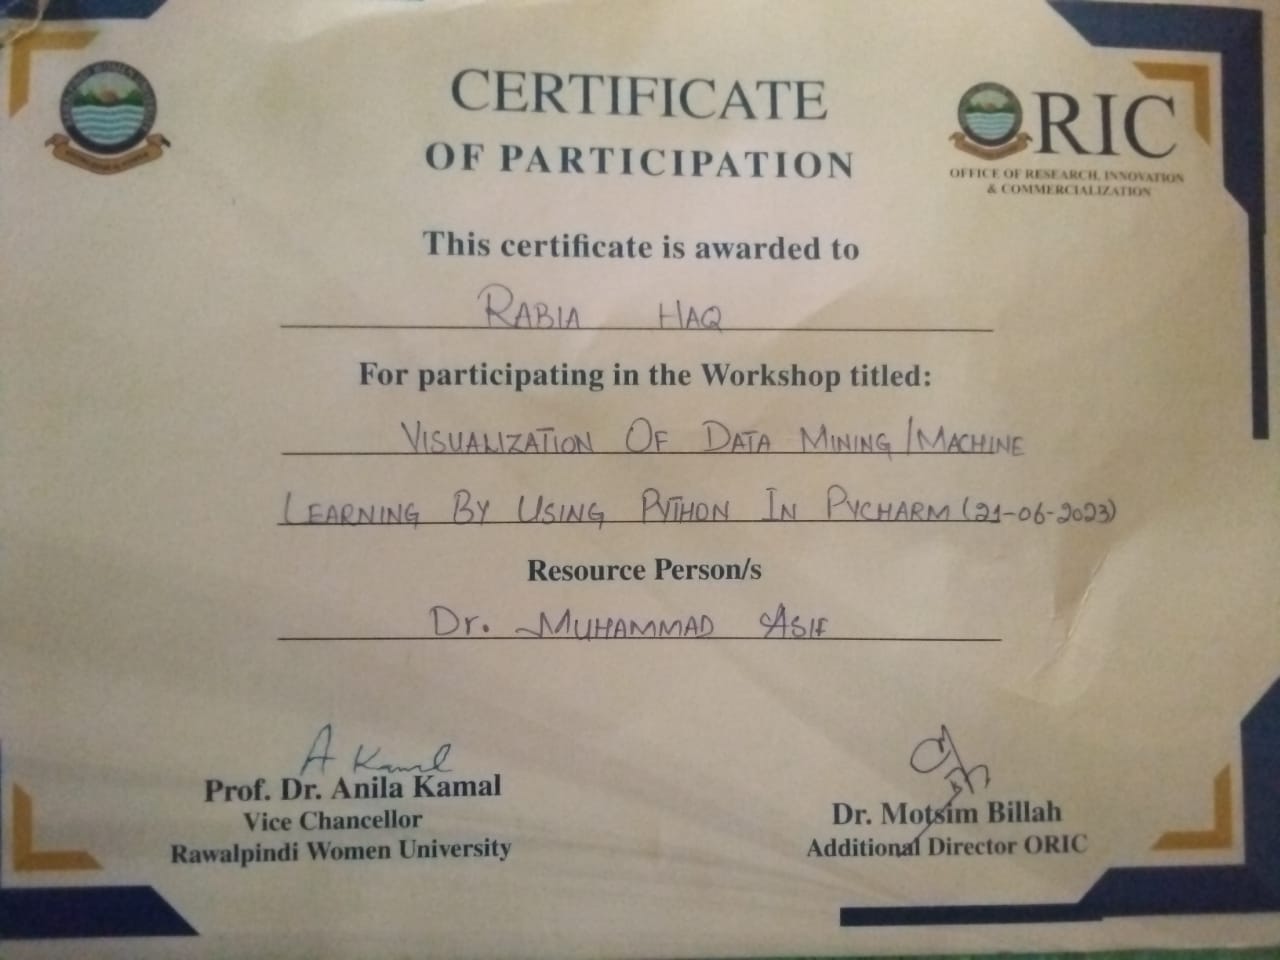 CERTIFICATE
OF PARTICIPATION
ORIC
OFFICE OF RESEARCH, INNOVATION
& COMMERCIALIZATION
This certificate is awarded to
RABIA HAQ
For participating in the Workshop titled:
VISUALIZATION OF DATA MINING/MACHINE
LEARNING BY USING PYTHON IN PYCHARM (21-06-2023)
Resource Person/s
Dr. MUHAMMAD ASIF
A Kamal
Prof. Dr. Anila Kamal
Vice Chancellor
Rawalpindi Women University
Dr. Motsim Billah
Additional Director ORIC